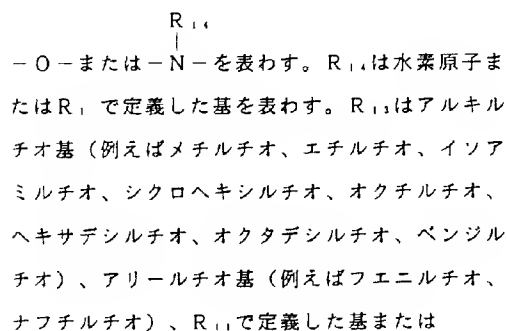 R₁₄
|
－O－または－N－を表わす。R₁₄は水素原子ま
たはR₁ で定義した基を表わす。R₁₃はアルキル
チオ基（例えばメチルチオ、エチルチオ、イソア
ミルチオ、シクロヘキシルチオ、オクチルチオ、
ヘキサデシルチオ、オクタデシルチオ、ベンジル
チオ）、アリールチオ基（例えばフエニルチオ、
ナフチルチオ）、R₁₁で定義した基または